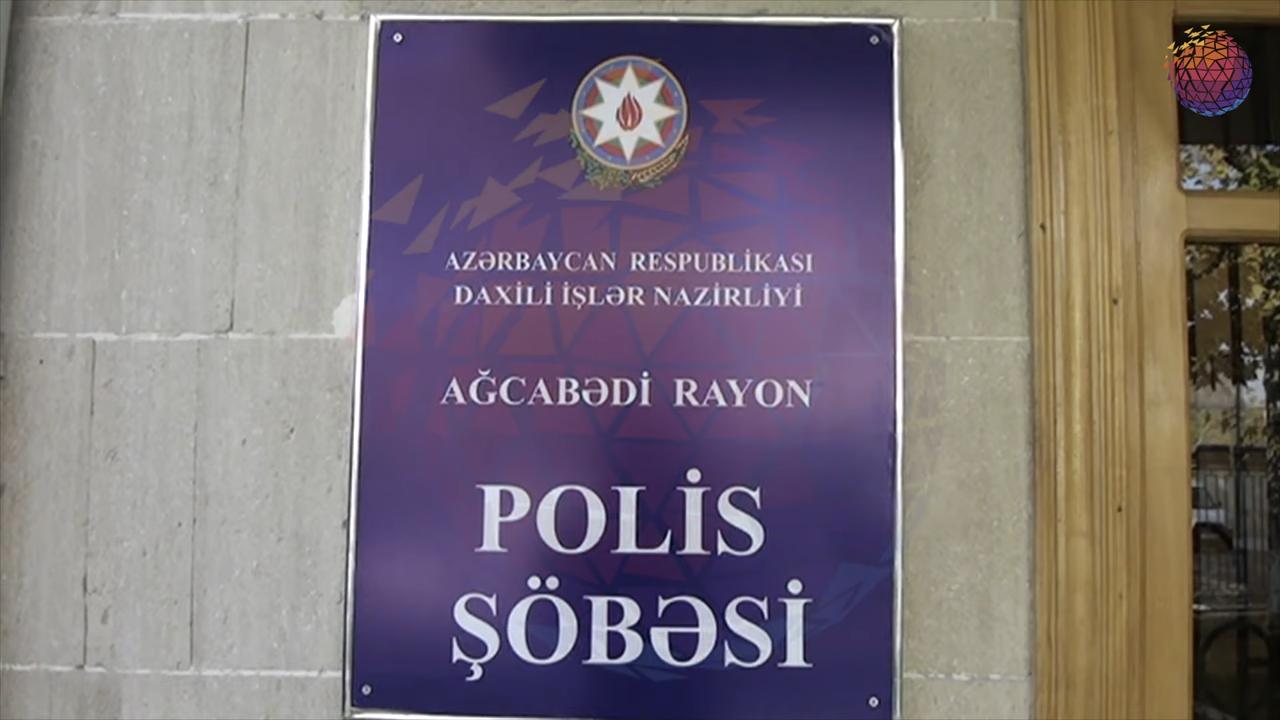 AZƏRBAYCAN RESPUBLİKASI
DAXİLİ İŞLƏR NAZİRLİYİ
AĞCABƏDİ RAYON
POLİS
ŞÖBƏSİ